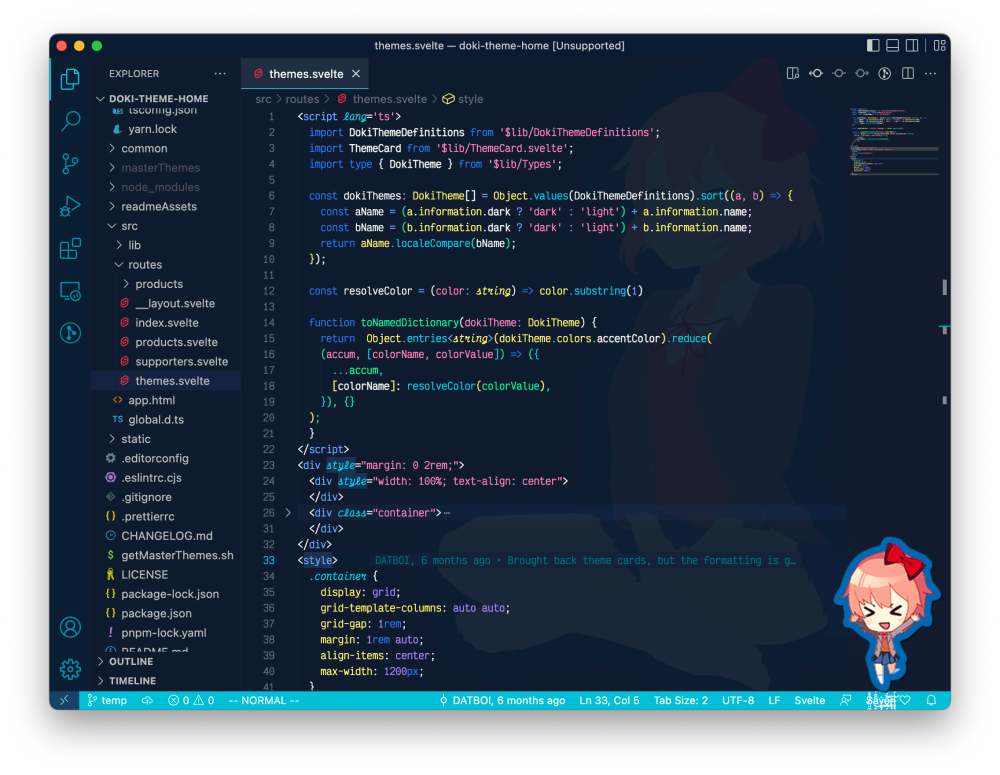 themes.svelte — doki-theme-home [Unsupported]
EXPLORER
DOKI-THEME-HOME
tsconfig.json
yarn.lock
common
masterThemes
node_modules
readmeAssets
src
lib
routes
products
__layout.svelte
index.svelte
products.svelte
supporters.svelte
themes.svelte
<> app.html
TS global.d.ts
static
.editorconfig
.eslintrc.cjs
.gitignore
{} .prettierrc
CHANGELOG.md
$ getMasterThemes.sh
LICENSE
{} package-lock.json
{} package.json
! pnpm-lock.yaml
README.md
OUTLINE
TIMELINE
themes.svelte
src > routes > themes.svelte > style
1 <script lang='ts'>
2 import DokiThemeDefinitions from '$lib/DokiThemeDefinitions';
3 import ThemeCard from '$lib/ThemeCard.svelte';
4 import type { DokiTheme } from '$lib/Types';
5
6 const dokiThemes: DokiTheme[] = Object.values(DokiThemeDefinitions).sort((a, b) => {
7 const aName = (a.information.dark ? 'dark' : 'light') + a.information.name;
8 const bName = (b.information.dark ? 'dark' : 'light') + b.information.name;
9 return aName.localeCompare(bName);
10 });
11
12 const resolveColor = (color: string) => color.substring(1)
13
14 function toNamedDictionary(dokiTheme: DokiTheme) {
15 return Object.entries<string>(dokiTheme.colors.accentColor).reduce(
16 (accum, [colorName, colorValue]) => ({
17 ...accum,
18 [colorName]: resolveColor(colorValue),
19 }), {}
20 );
21 }
22 </script>
23 <div style="margin: 0 2rem;">
24 <div style="width: 100%; text-align: center">
25 </div>
26 <div class="container">⋯
31 </div>
32 </div>
33 <style> DATBOI, 6 months ago • Brought back theme cards, but the formatting is g…
34 .container {
35 display: grid;
36 grid-template-columns: auto auto;
37 grid-gap: 1rem;
38 margin: 1rem auto;
39 align-items: center;
40 max-width: 1200px;
41 }
temp 0 0 -- NORMAL -- DATBOI, 6 months ago Ln 33, Col 5 Tab Size: 2 UTF-8 LF Svelte